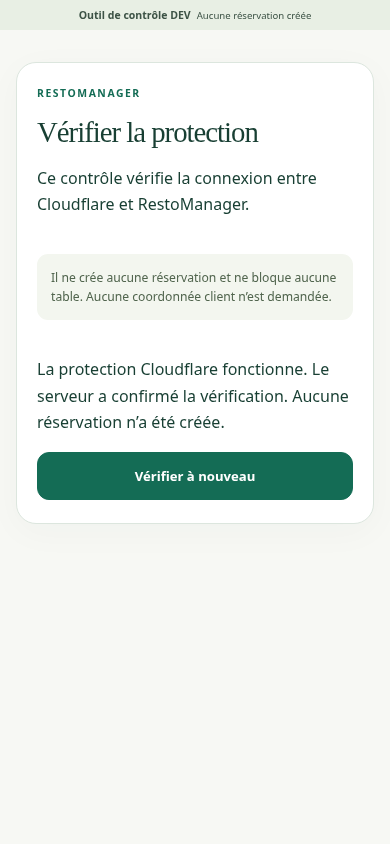 Outil de contrôle DEV Aucune réservation créée
RESTOMANAGER
Vérifier la protection
Ce contrôle vérifie la connexion entre
Cloudflare et RestoManager.
Il ne crée aucune réservation et ne bloque aucune
table. Aucune coordonnée client n’est demandée.
La protection Cloudflare fonctionne. Le
serveur a confirmé la vérification. Aucune
réservation n’a été créée.
Vérifier à nouveau